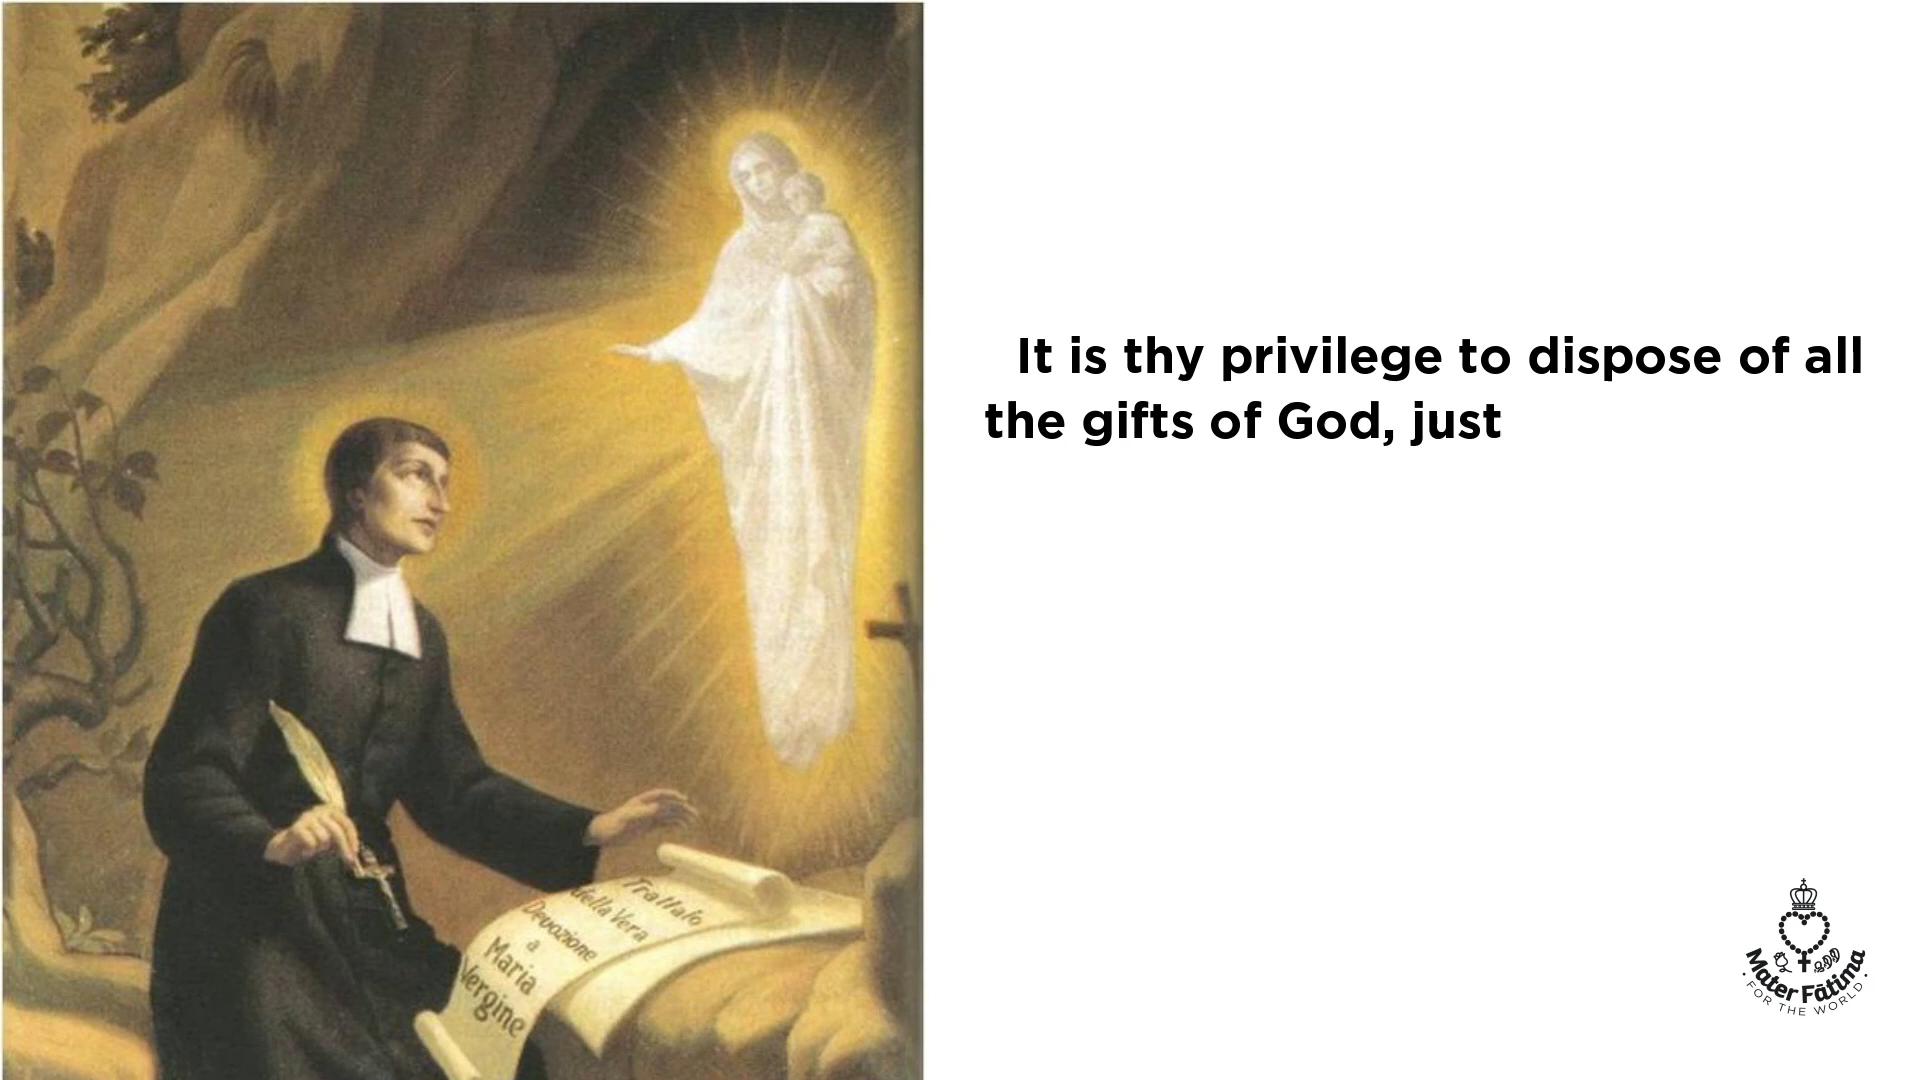 It is thy privilege to dispose of all
the gifts of God, just
Trattato
della Vera
Devozione
a
Maria
Vergine
Mater Fātima
· FOR THE WORLD ·